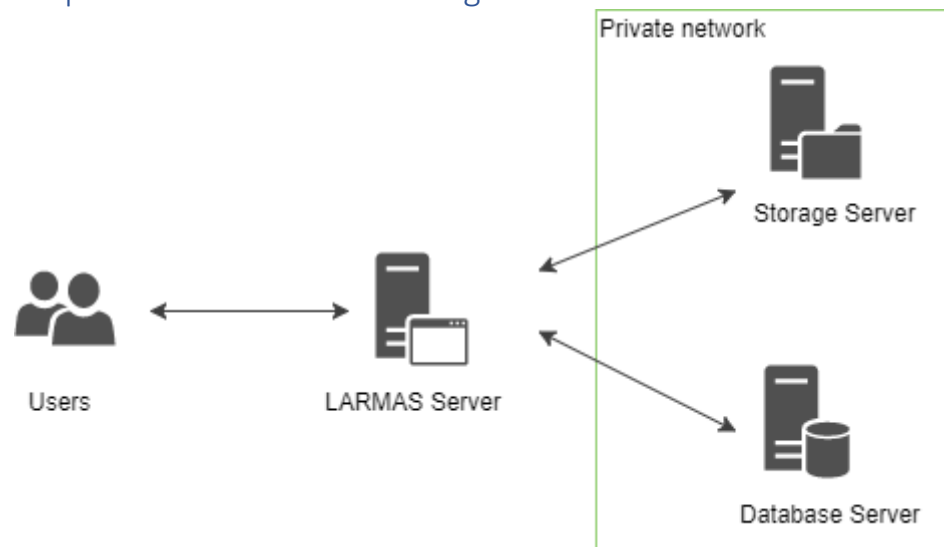 Private network
Storage Server
Users
LARMAS Server
Database Server